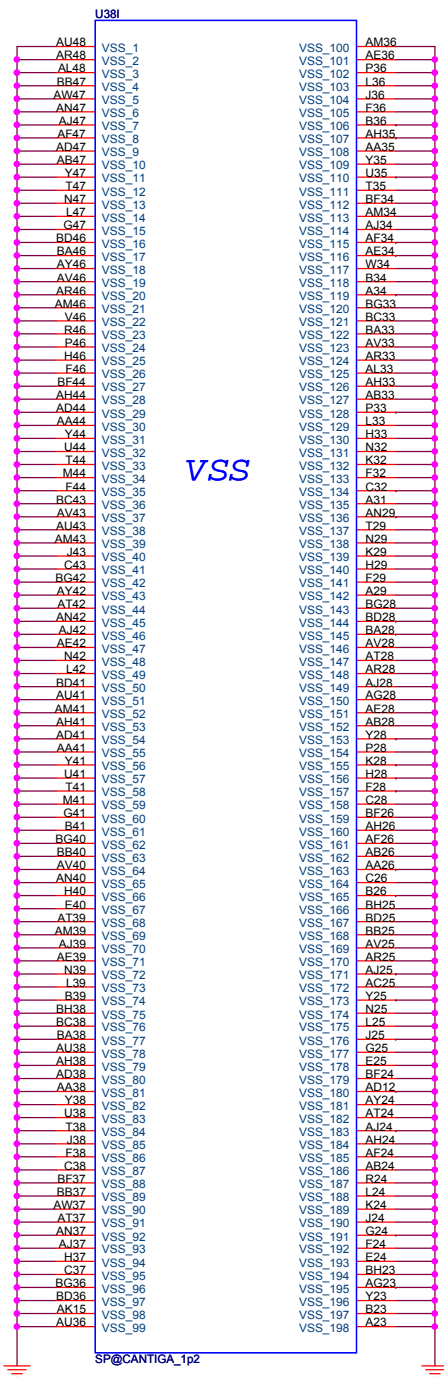 U38I
AU48 VSS_1 VSS_100 AM36
AR48 VSS_2 VSS_101 AE36
AL48 VSS_3 VSS_102 P36
BB47 VSS_4 VSS_103 L36
AW47 VSS_5 VSS_104 J36
AN47 VSS_6 VSS_105 F36
AJ47 VSS_7 VSS_106 B36
AF47 VSS_8 VSS_107 AH35
AD47 VSS_9 VSS_108 AA35
AB47 VSS_10 VSS_109 Y35
Y47 VSS_11 VSS_110 U35
T47 VSS_12 VSS_111 T35
N47 VSS_13 VSS_112 BF34
L47 VSS_14 VSS_113 AM34
G47 VSS_15 VSS_114 AJ34
BD46 VSS_16 VSS_115 AF34
BA46 VSS_17 VSS_116 AE34
AY46 VSS_18 VSS_117 W34
AV46 VSS_19 VSS_118 B34
AR46 VSS_20 VSS_119 A34
AM46 VSS_21 VSS_120 BG33
V46 VSS_22 VSS_121 BC33
R46 VSS_23 VSS_122 BA33
P46 VSS_24 VSS_123 AV33
H46 VSS_25 VSS_124 AR33
F46 VSS_26 VSS_125 AL33
BF44 VSS_27 VSS_126 AH33
AH44 VSS_28 VSS_127 AB33
AD44 VSS_29 VSS_128 P33
AA44 VSS_30 VSS_129 L33
Y44 VSS_31 VSS_130 H33
U44 VSS_32 VSS_131 N32
T44 VSS_33 VSS_132 K32
M44 VSS_34 VSS_133 F32
F44 VSS_35 VSS_134 C32
VSS
BC43 VSS_36 VSS_135 A31
AV43 VSS_37 VSS_136 AN29
AU43 VSS_38 VSS_137 T29
AM43 VSS_39 VSS_138 N29
J43 VSS_40 VSS_139 K29
C43 VSS_41 VSS_140 H29
BG42 VSS_42 VSS_141 F29
AY42 VSS_43 VSS_142 A29
AT42 VSS_44 VSS_143 BG28
AN42 VSS_45 VSS_144 BD28
AJ42 VSS_46 VSS_145 BA28
AE42 VSS_47 VSS_146 AV28
N42 VSS_48 VSS_147 AT28
L42 VSS_49 VSS_148 AR28
BD41 VSS_50 VSS_149 AJ28
AU41 VSS_51 VSS_150 AG28
AM41 VSS_52 VSS_151 AE28
AH41 VSS_53 VSS_152 AB28
AD41 VSS_54 VSS_153 Y28
AA41 VSS_55 VSS_154 P28
Y41 VSS_56 VSS_155 K28
U41 VSS_57 VSS_156 H28
T41 VSS_58 VSS_157 F28
M41 VSS_59 VSS_158 C28
G41 VSS_60 VSS_159 BF26
B41 VSS_61 VSS_160 AH26
BG40 VSS_62 VSS_161 AF26
BB40 VSS_63 VSS_162 AB26
AV40 VSS_64 VSS_163 AA26
AN40 VSS_65 VSS_164 C26
H40 VSS_66 VSS_165 B26
E40 VSS_67 VSS_166 BH25
AT39 VSS_68 VSS_167 BD25
AM39 VSS_69 VSS_168 BB25
AJ39 VSS_70 VSS_169 AV25
AE39 VSS_71 VSS_170 AR25
N39 VSS_72 VSS_171 AJ25
L39 VSS_73 VSS_172 AC25
B39 VSS_74 VSS_173 Y25
BH38 VSS_75 VSS_174 N25
BC38 VSS_76 VSS_175 L25
BA38 VSS_77 VSS_176 J25
AU38 VSS_78 VSS_177 G25
AH38 VSS_79 VSS_178 E25
AD38 VSS_80 VSS_179 BF24
AA38 VSS_81 VSS_180 AD12
Y38 VSS_82 VSS_181 AY24
U38 VSS_83 VSS_182 AT24
T38 VSS_84 VSS_183 AJ24
J38 VSS_85 VSS_184 AH24
F38 VSS_86 VSS_185 AF24
C38 VSS_87 VSS_186 AB24
BF37 VSS_88 VSS_187 R24
BB37 VSS_89 VSS_188 L24
AW37 VSS_90 VSS_189 K24
AT37 VSS_91 VSS_190 J24
AN37 VSS_92 VSS_191 G24
AJ37 VSS_93 VSS_192 F24
H37 VSS_94 VSS_193 E24
C37 VSS_95 VSS_194 BH23
BG36 VSS_96 VSS_195 AG23
BD36 VSS_97 VSS_196 Y23
AK15 VSS_98 VSS_197 B23
AU36 VSS_99 VSS_198 A23
SP@CANTIGA_1p2